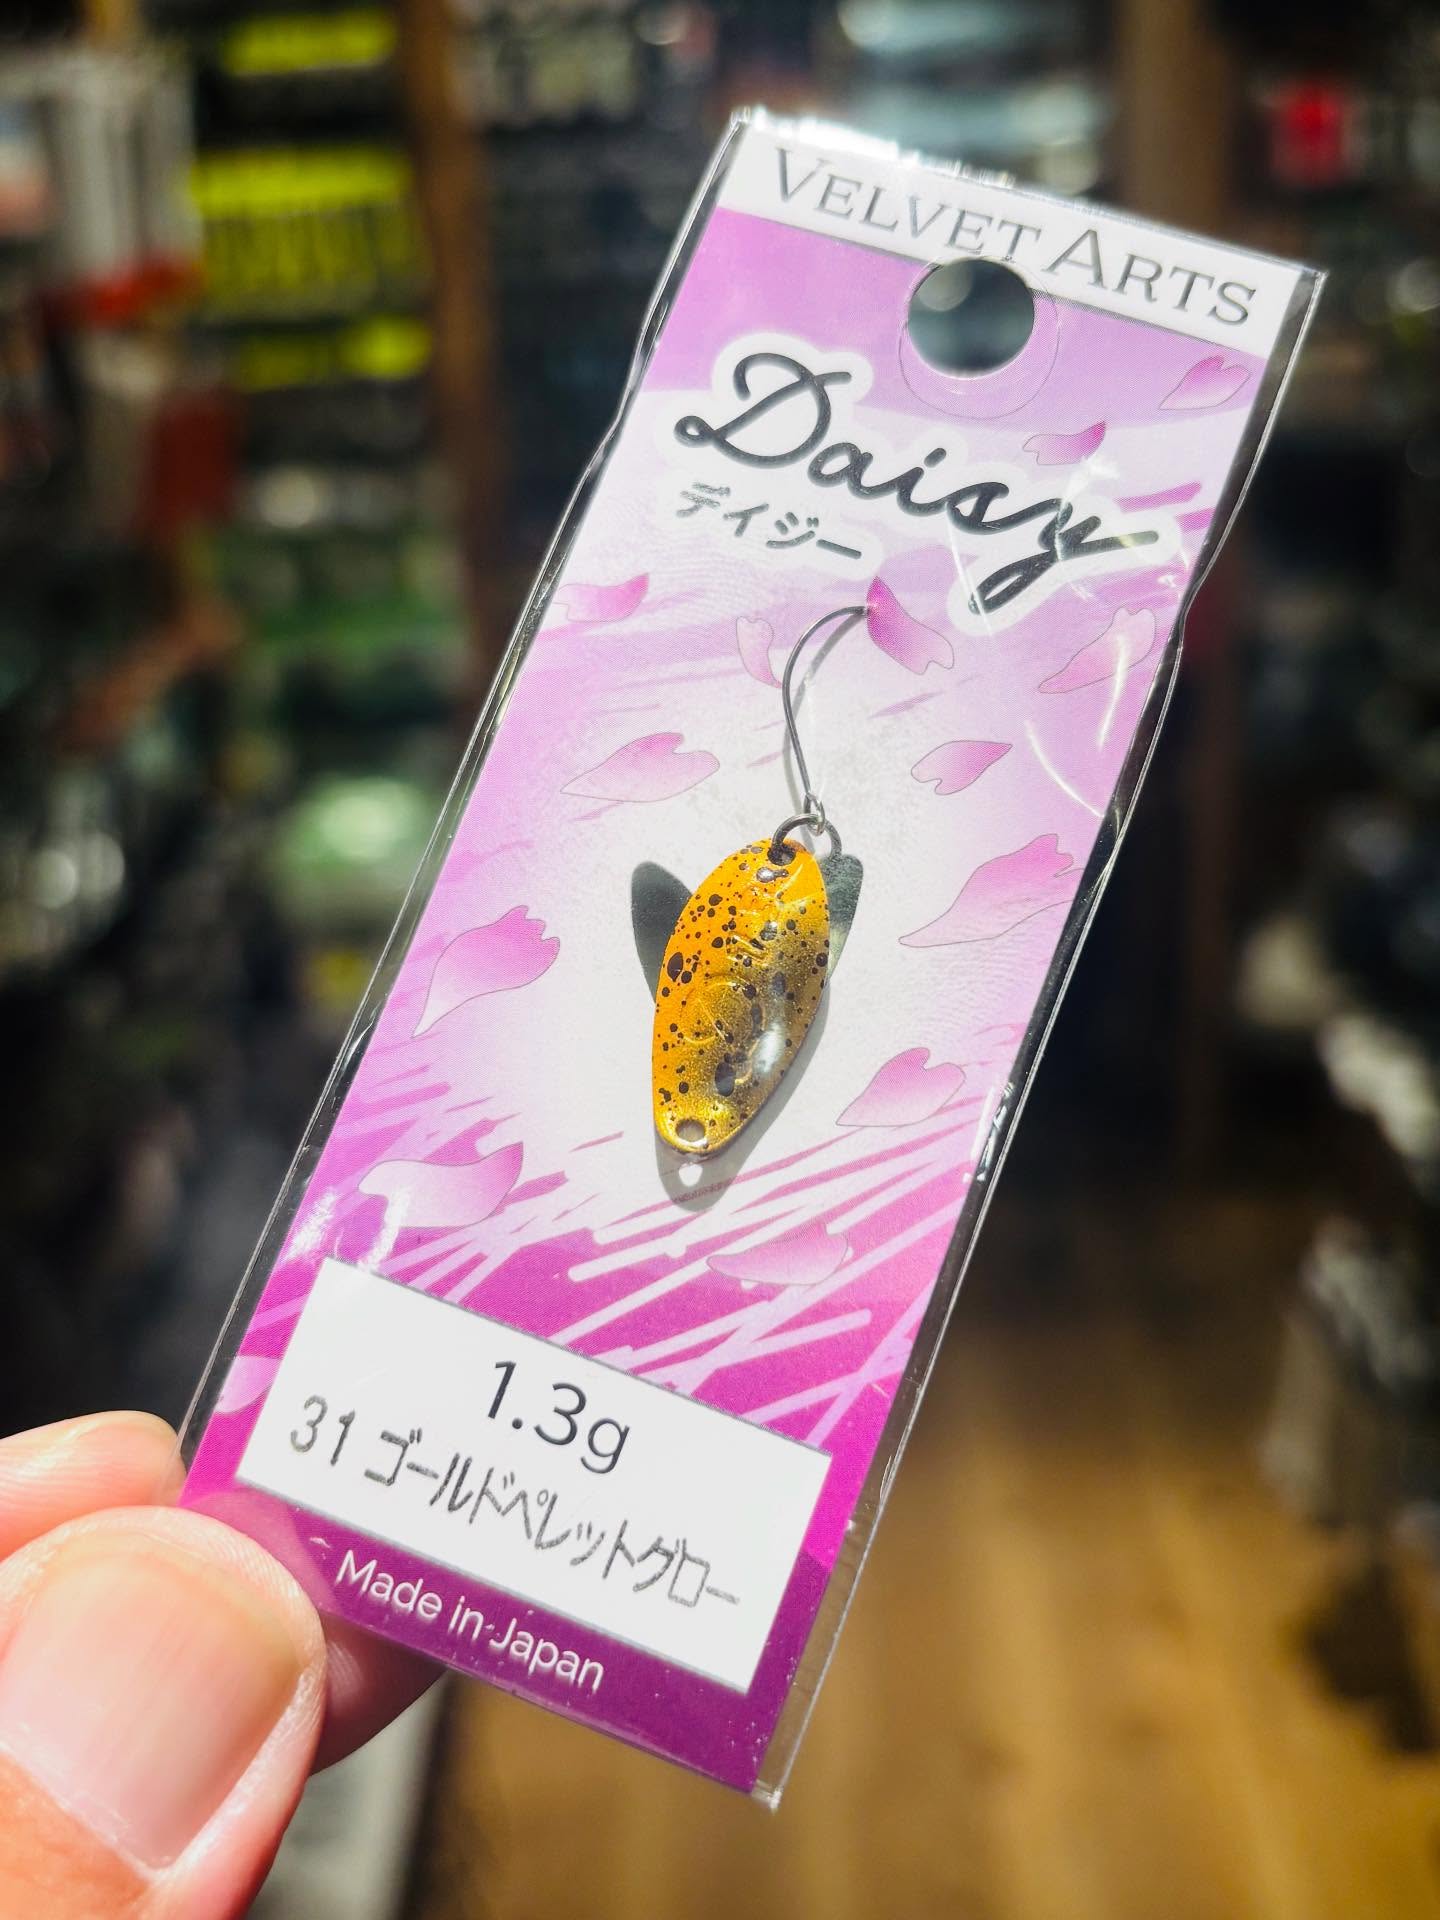 VELVET ARTS
Daisy
デイジー
1.3g
31 ゴールドペレットグロー
Made in Japan